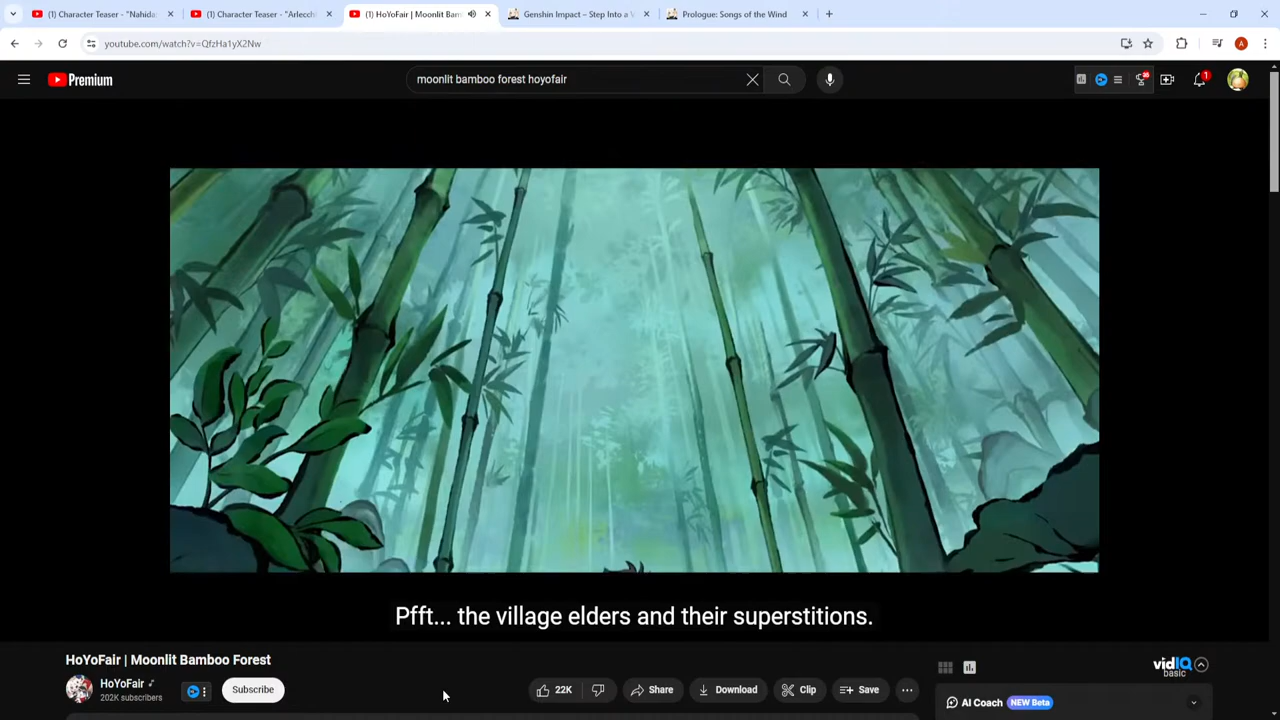 (1) Character Teaser - "Nahida:
(1) Character Teaser - "Arlecch
(1) HoYoFair | Moonlit Bam
Genshin Impact – Step Into a V
Prologue: Songs of the Wind
youtube.com/watch?v=QfzHa1yX2Nw
A
Premium
moonlit bamboo forest hoyofair
1
Pfft... the village elders and their superstitions.
HoYoFair | Moonlit Bamboo Forest
HoYoFair
202K subscribers
Subscribe
22K
Share
Download
Clip
Save
vidIQ
basic
AI Coach
NEW Beta